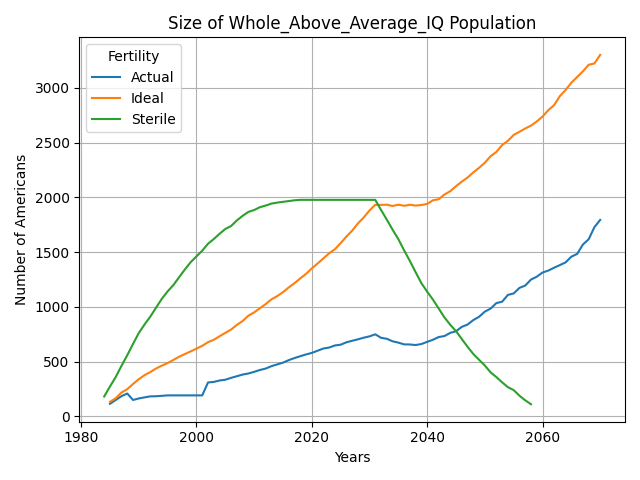 Size of Whole_Above_Average_IQ Population
Fertility
Actual
Ideal
Sterile
Number of Americans
3000
2500
2000
1500
1000
500
0
1980
2000
2020
2040
2060
Years